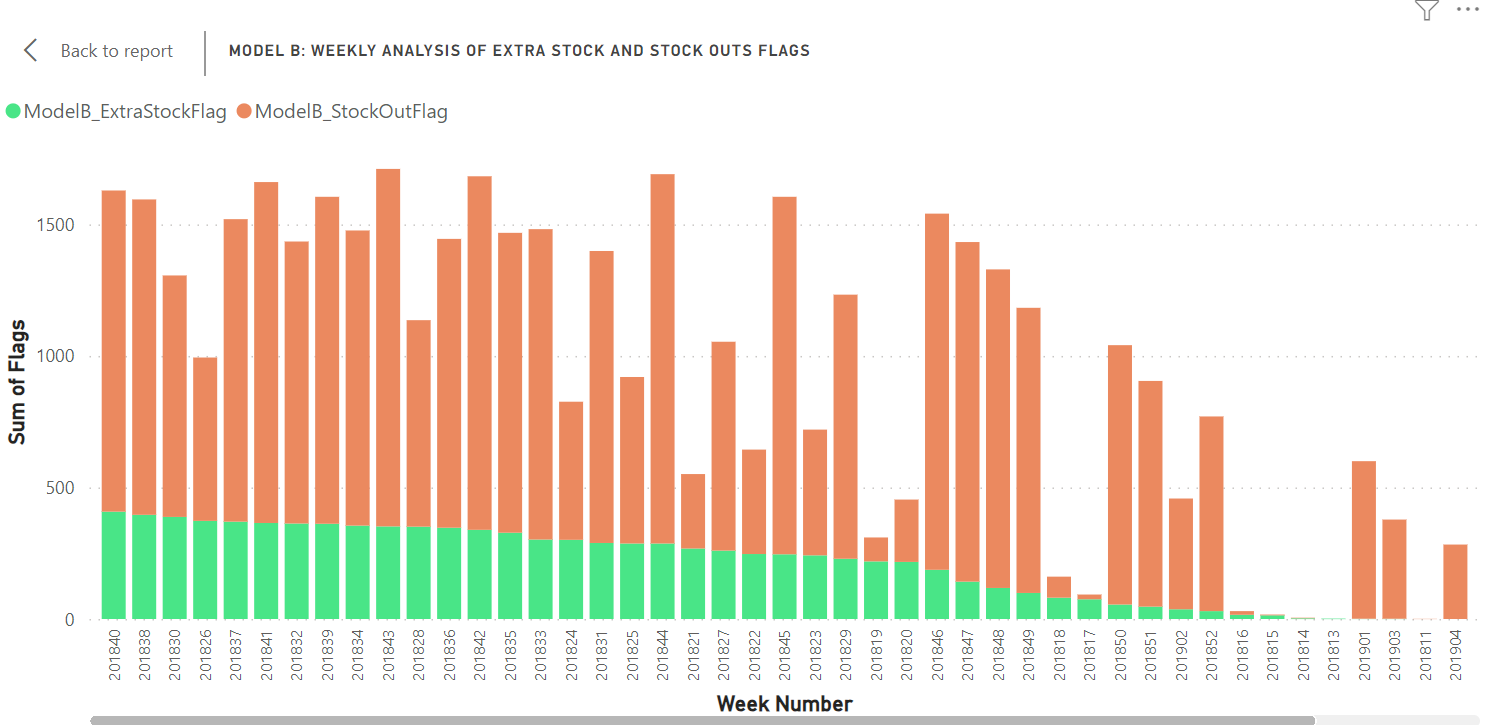 Back to report
MODEL B: WEEKLY ANALYSIS OF EXTRA STOCK AND STOCK OUTS FLAGS
ModelB_ExtraStockFlag ModelB_StockOutFlag
Sum of Flags
1500
1000
500
0
201840 201838 201830 201826 201837 201841 201832 201839 201834 201843 201828 201836 201842 201835 201833 201824 201831 201825 201844 201821 201827 201822 201845 201823 201829 201819 201820 201846 201847 201848 201849 201818 201817 201850 201851 201902 201852 201816 201815 201814 201813 201901 201903 201811 201904
Week Number